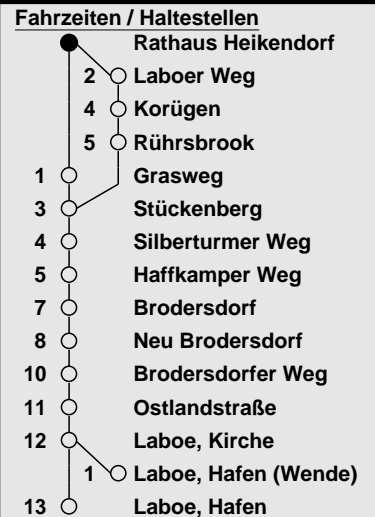 Fahrzeiten / Haltestellen
Rathaus Heikendorf
2 Laboer Weg
4 Korügen
5 Rührsbrook
1 Grasweg
3 Stückenberg
4 Silberturmer Weg
5 Haffkamper Weg
7 Brodersdorf
8 Neu Brodersdorf
10 Brodersdorfer Weg
11 Ostlandstraße
12 Laboe, Kirche
1 Laboe, Hafen (Wende)
13 Laboe, Hafen